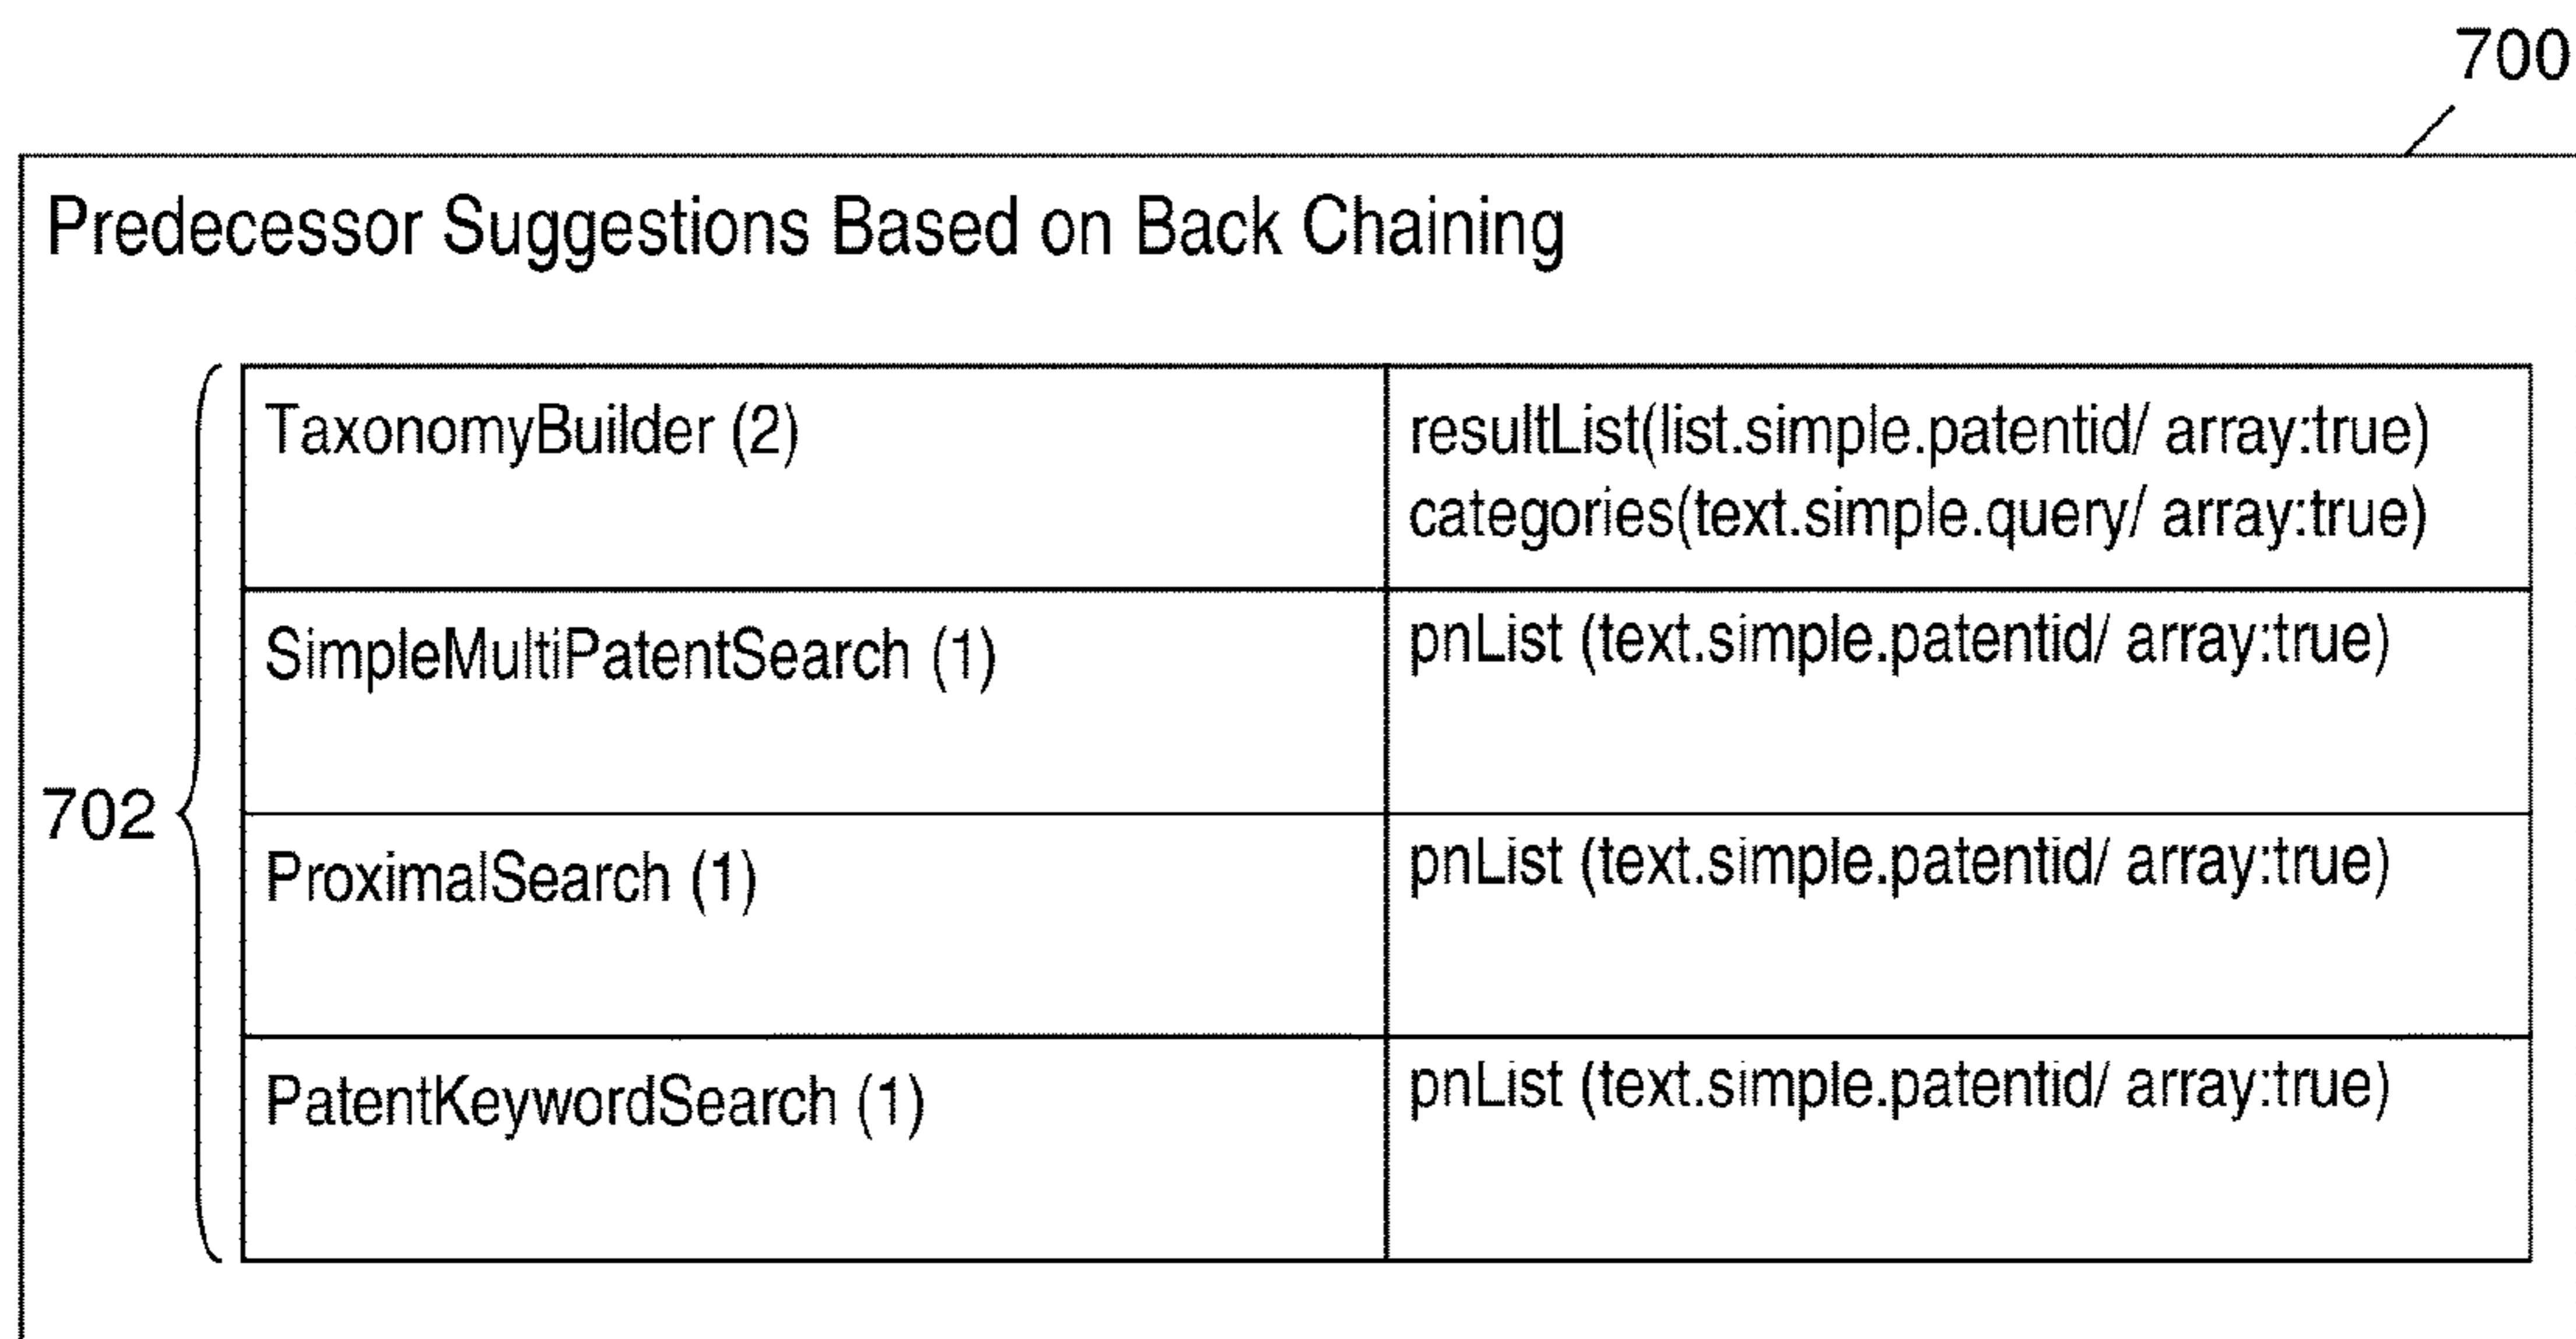 700
Predecessor Suggestions Based on Back Chaining
TaxonomyBuilder (2)
resultList(list.simple.patentid/ array:true)
categories(text.simple.query/ array:true)
SimpleMultiPatentSearch (1)
pnList (text.simple.patentid/ array:true)
702
ProximalSearch (1)
pnList (text.simple.patentid/ array:true)
PatentKeywordSearch (1)
pnList (text.simple.patentid/ array:true)